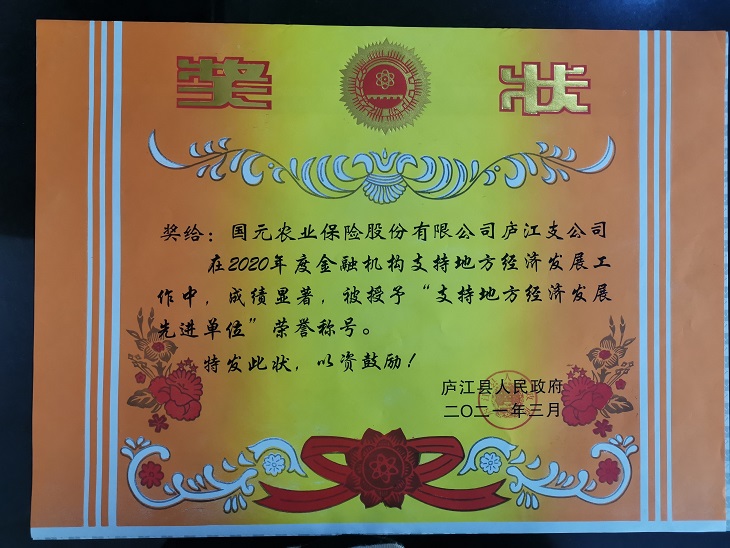 奖 状
奖给：国元农业保险股份有限公司庐江支公司
在2020年度金融机构支持地方经济发展工
作中，成绩显著，被授予“支持地方经济发展
先进单位”荣誉称号。
特发此状，以资鼓励！
庐江县人民政府
二〇二一年三月